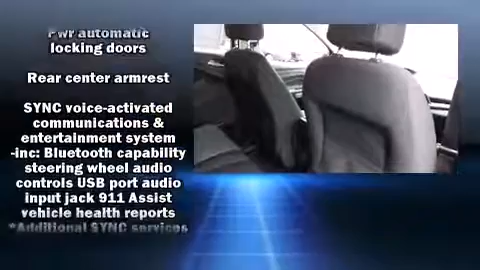 Pwr automatic
locking doors
Rear center armrest
SYNC voice-activated
communications &
entertainment system
-inc: Bluetooth capability
steering wheel audio
controls USB port audio
input jack 911 Assist
vehicle health reports
*Additional SYNC services